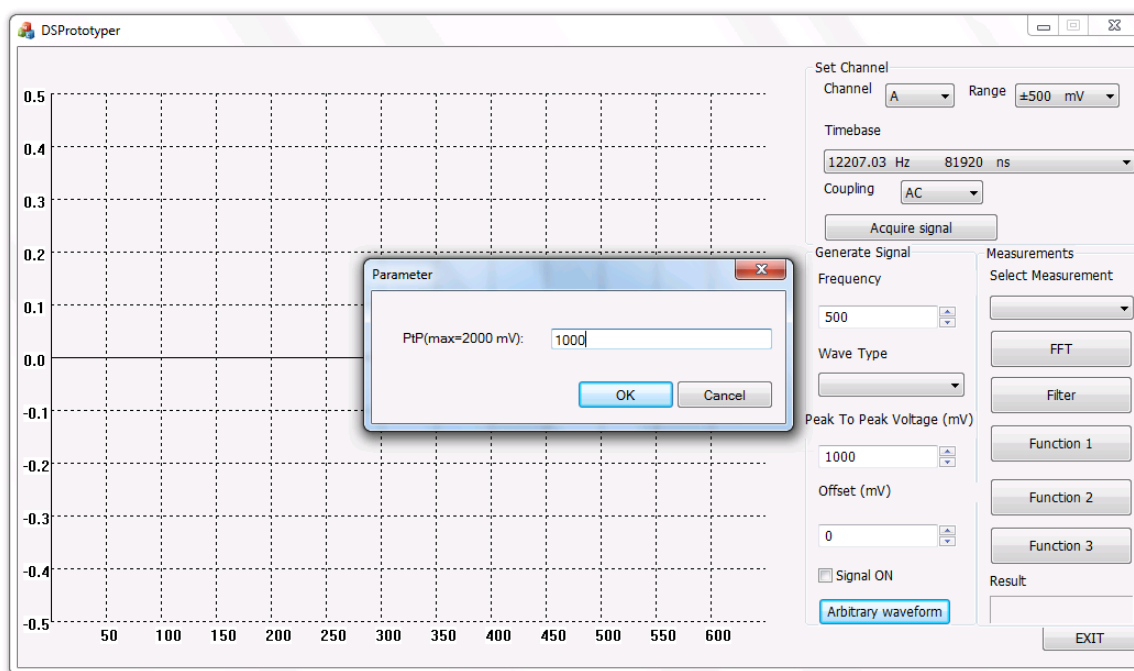 DSPrototyper
0.5
0.4
0.3
0.2
0.1
0.0
-0.1
-0.2
-0.3
-0.4
-0.5
50 100 150 200 250 300 350 400 450 500 550 600
Parameter
PtP(max=2000 mV): 1000
OK Cancel
Set Channel
Channel A Range ±500 mV
Timebase
12207.03 Hz 81920 ns
Coupling AC
Acquire signal
Generate Signal
Frequency
500
Wave Type
Peak To Peak Voltage (mV)
1000
Offset (mV)
0
Signal ON
Arbitrary waveform
Measurements
Select Measurement
FFT
Filter
Function 1
Function 2
Function 3
Result
EXIT